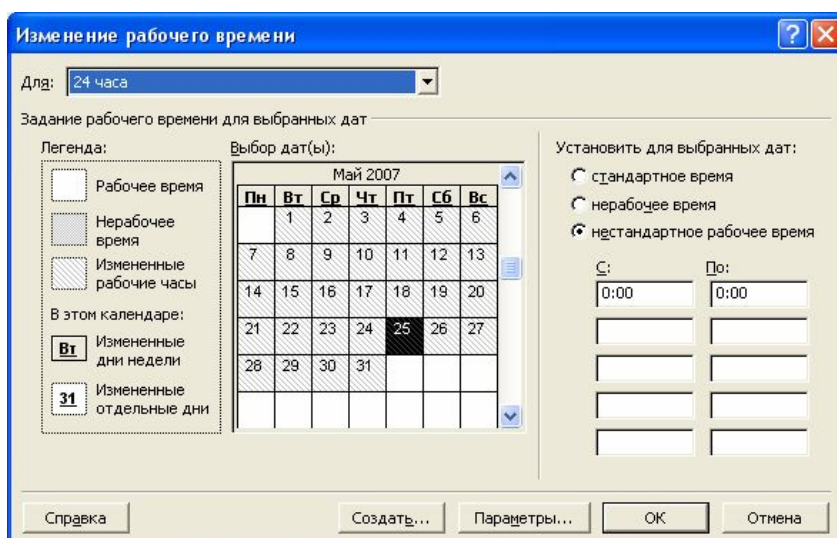 Изменение рабочего времени
Для: 24 часа
Задание рабочего времени для выбранных дат
Легенда:
Рабочее время
Нерабочее
время
Измененные
рабочие часы
В этом календаре:
Вт Измененные
дни недели
31 Измененные
отдельные дни
Выбор дат(ы):
Май 2007
Пн Вт Ср Чт Пт Сб Вс
1 2 3 4 5 6
7 8 9 10 11 12 13
14 15 16 17 18 19 20
21 22 23 24 25 26 27
28 29 30 31
Установить для выбранных дат:
стандартное время
нерабочее время
нестандартное рабочее время
С: По:
0:00 0:00
Справка Создать... Параметры... ОК Отмена